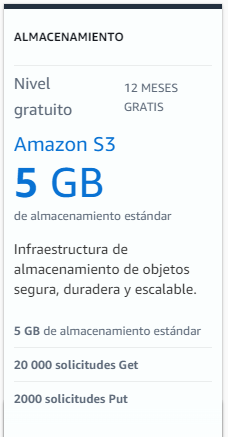 ALMACENAMIENTO
Nivel
gratuito
12 MESES
GRATIS
Amazon S3
5 GB
de almacenamiento estándar
Infraestructura de
almacenamiento de objetos
segura, duradera y escalable.
5 GB de almacenamiento estándar
20 000 solicitudes Get
2000 solicitudes Put